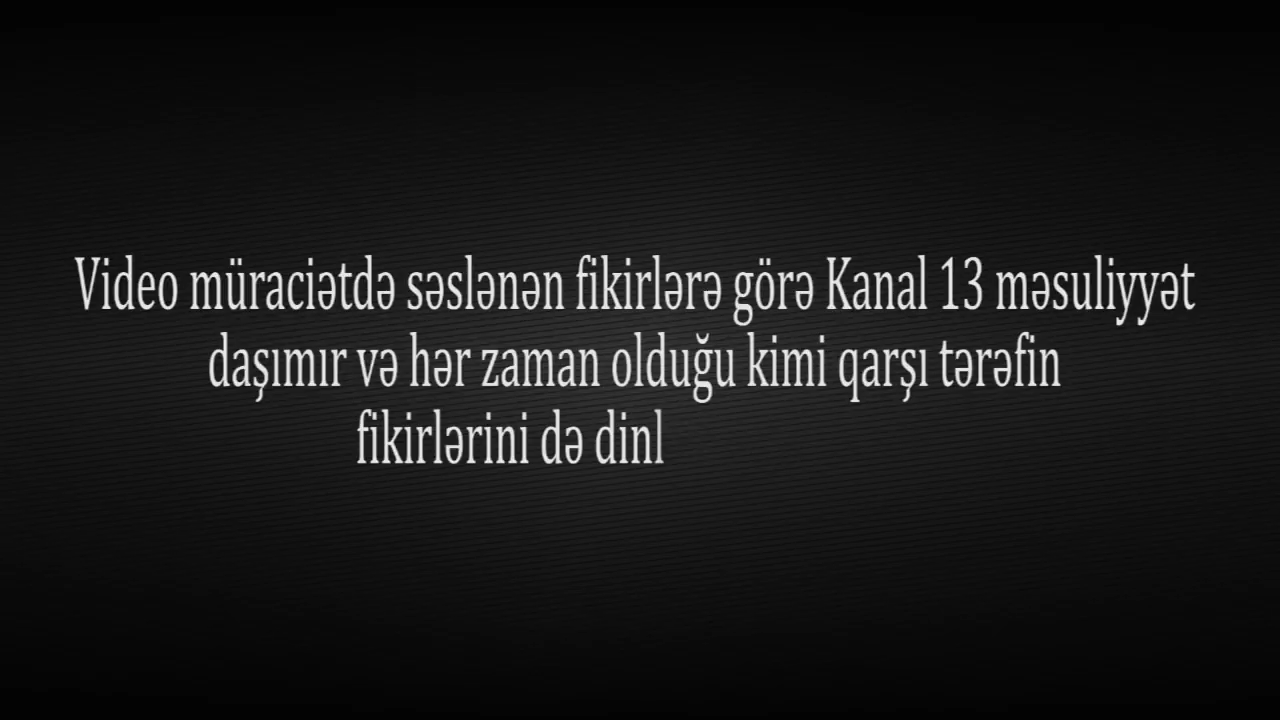 Video müraciətdə səslənən fikirlərə görə Kanal 13 məsuliyyət
daşımır və hər zaman olduğu kimi qarşı tərəfin
fikirlərini də dinl